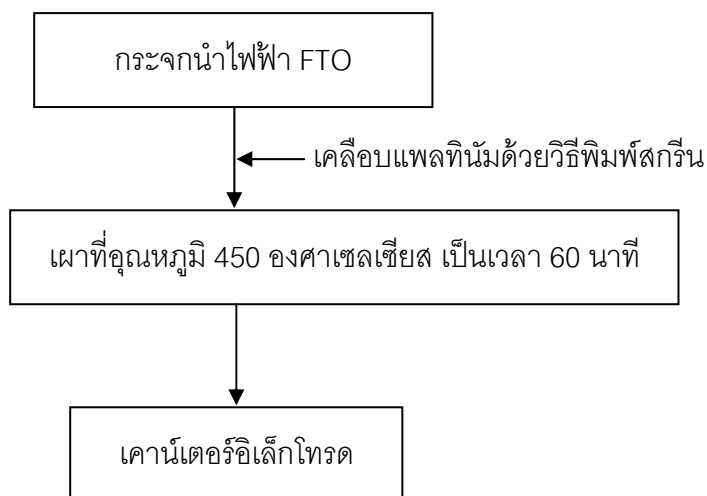 กระจกนำไฟฟ้า FTO
เคลือบแพลทินัมด้วยวิธีพิมพ์สกรีน
เผาที่อุณหภูมิ 450 องศาเซลเซียส เป็นเวลา 60 นาที
เคาน์เตอร์อิเล็กโทรด